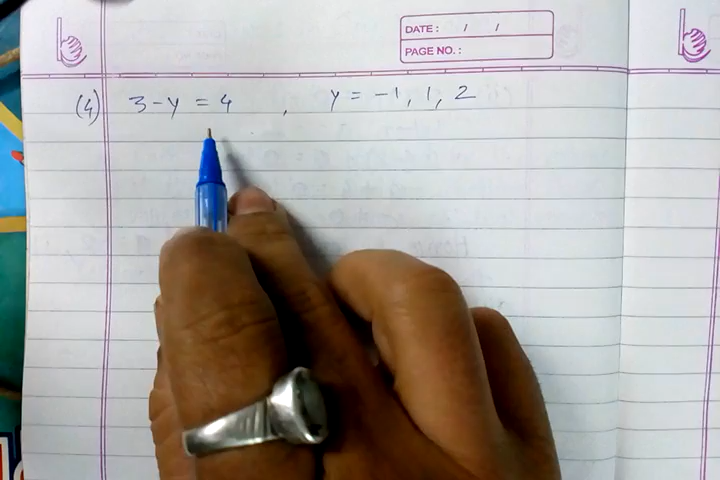 DATE: / /
PAGE NO.:
(4) 3-y = 4 , y = -1, 1, 2